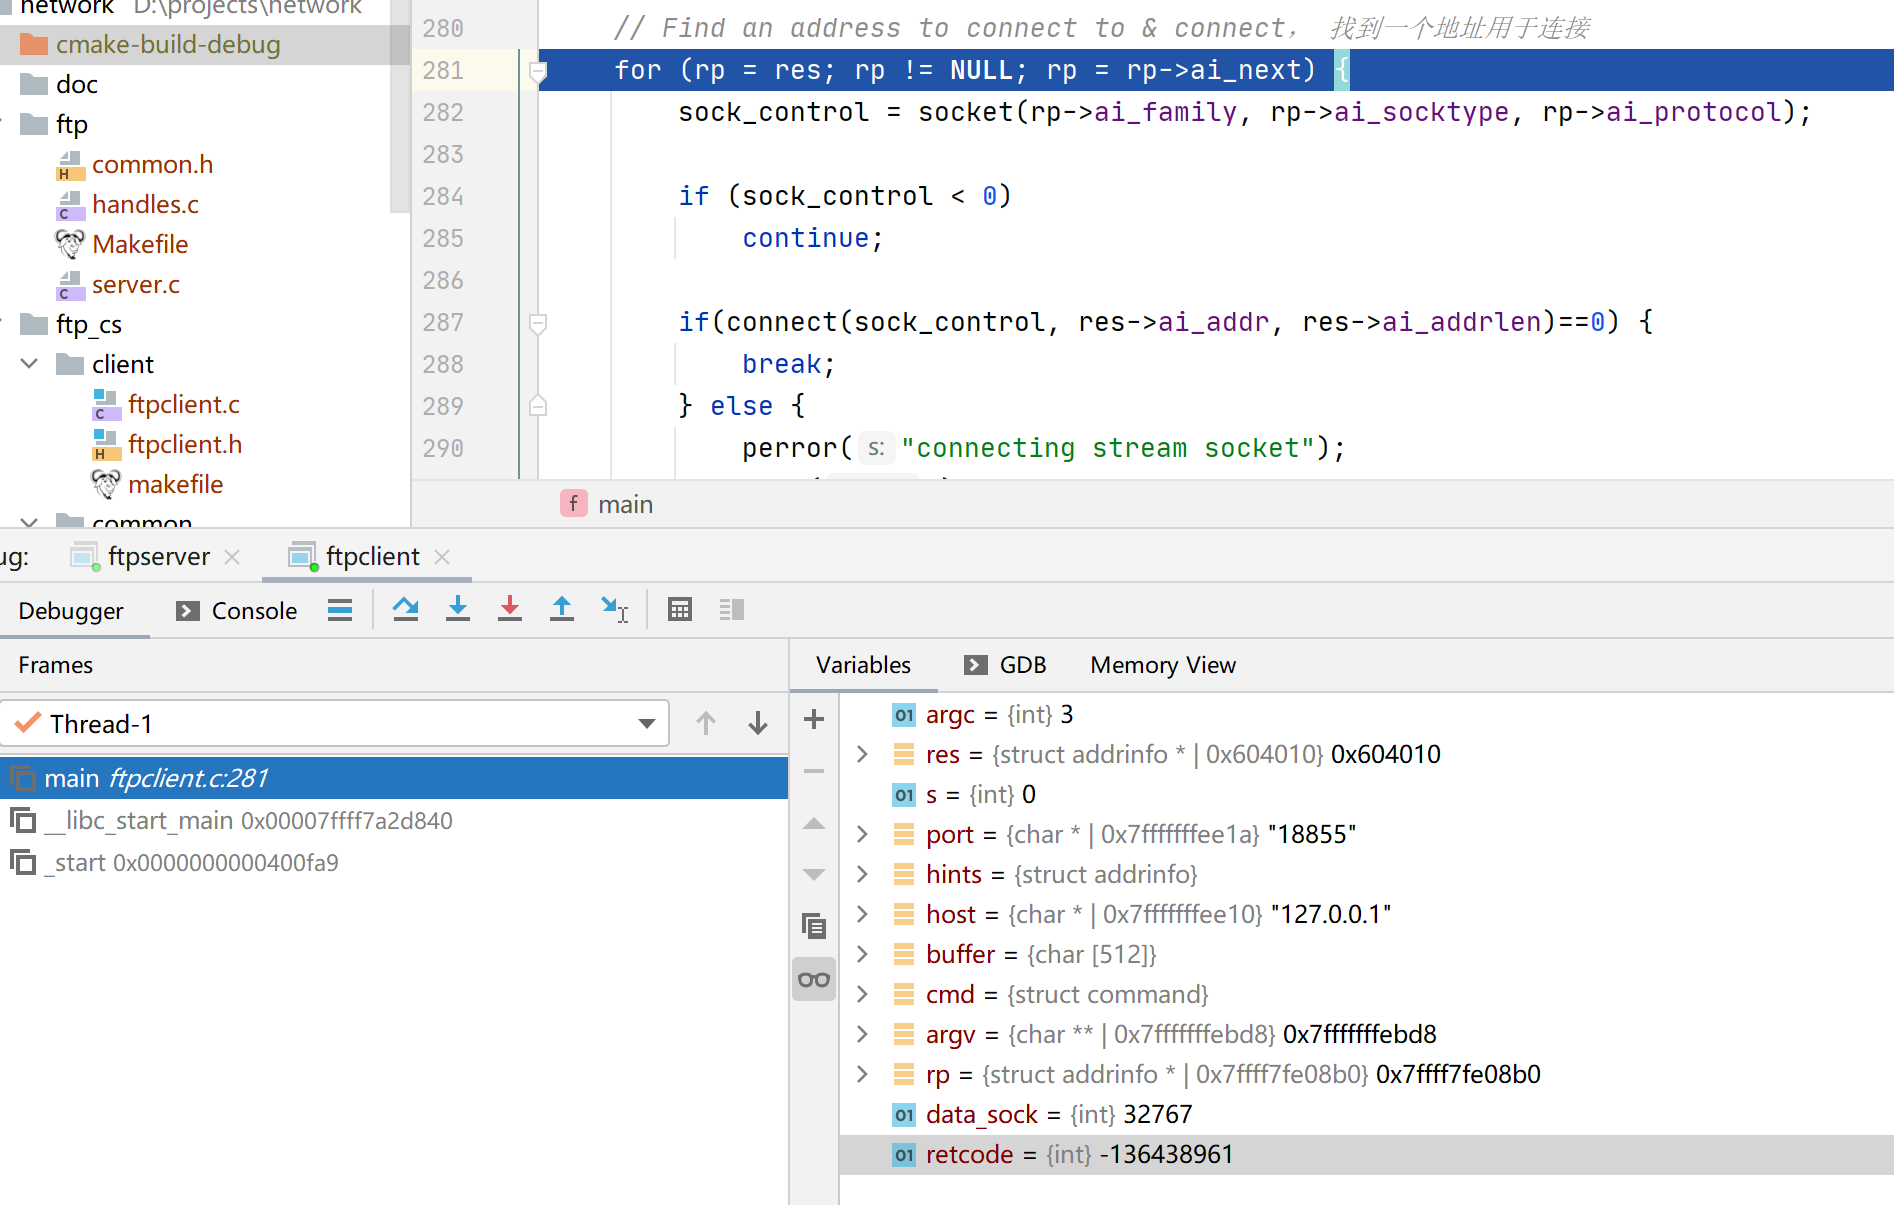 network D:\projects\network
cmake-build-debug
doc
ftp
common.h
handles.c
Makefile
server.c
ftp_cs
client
ftpclient.c
ftpclient.h
makefile
common
280 // Find an address to connect to & connect， 找到一个地址用于连接
281 for (rp = res; rp != NULL; rp = rp->ai_next) {
282 sock_control = socket(rp->ai_family, rp->ai_socktype, rp->ai_protocol);
283
284 if (sock_control < 0)
285 continue;
286
287 if(connect(sock_control, res->ai_addr, res->ai_addrlen)==0) {
288 break;
289 } else {
290 perror( s: "connecting stream socket");
f main
ug: ftpserver ftpclient
Debugger Console
Frames
Thread-1
main ftpclient.c:281
__libc_start_main 0x00007ffff7a2d840
_start 0x0000000000400fa9
Variables GDB Memory View
01 argc = {int} 3
res = {struct addrinfo * | 0x604010} 0x604010
01 s = {int} 0
port = {char * | 0x7fffffffee1a} "18855"
hints = {struct addrinfo}
host = {char * | 0x7fffffffee10} "127.0.0.1"
buffer = {char [512]}
cmd = {struct command}
argv = {char ** | 0x7fffffffebd8} 0x7fffffffebd8
rp = {struct addrinfo * | 0x7ffff7fe08b0} 0x7ffff7fe08b0
01 data_sock = {int} 32767
01 retcode = {int} -136438961